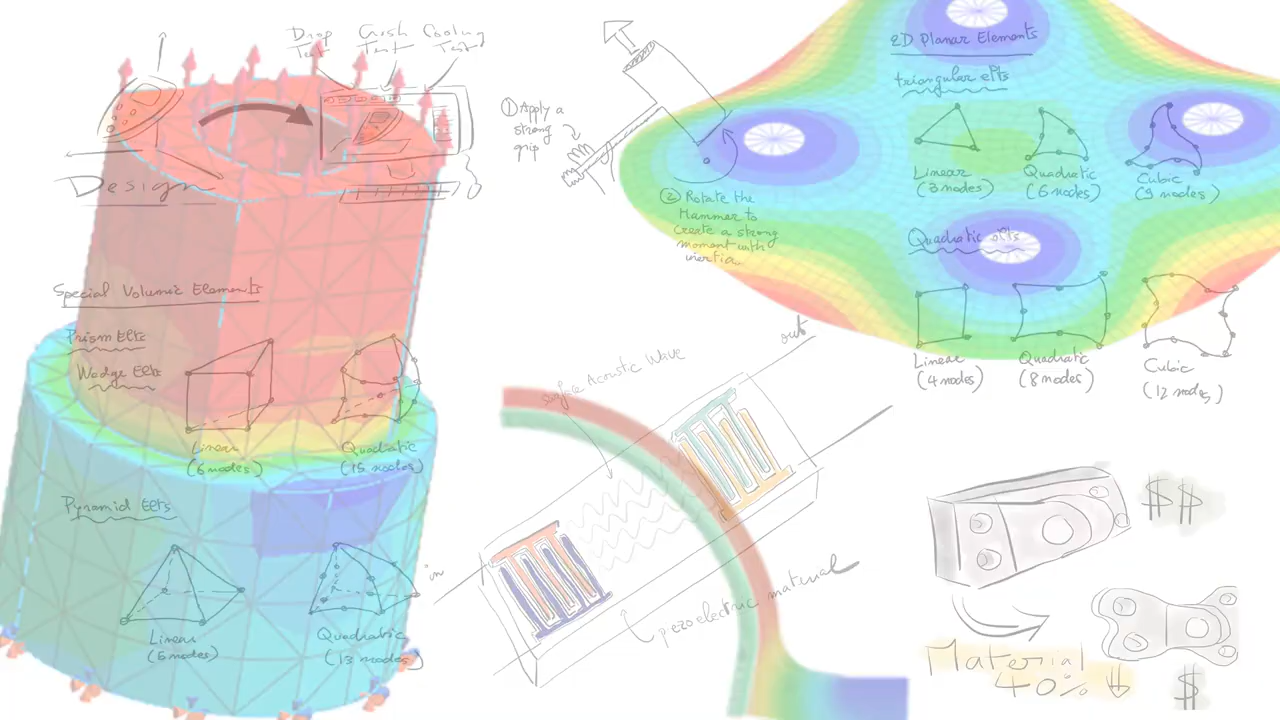 Drop Test
Crash Test
Cooling Test
Design
① Apply a
strong
grip
② Rotate the
Hammer to
create a strong
moment with
inertia
2D Planar Elements
triangular elts
Linear
(3 nodes)
Quadratic
(6 nodes)
Cubic
(9 nodes)
Quadratic elts
Linear
(4 nodes)
Quadratic
(8 nodes)
Cubic
(12 nodes)
Special Volumic Elements
Prism Elts
Wedge Elts
Linear
(6 nodes)
Quadratic
(15 nodes)
Pyramid Elts
Linear
(5 nodes)
Quadratic
(13 nodes)
Surface Acoustic Wave
out
in
piezoelectric material
$$
Material
40% ↓
$